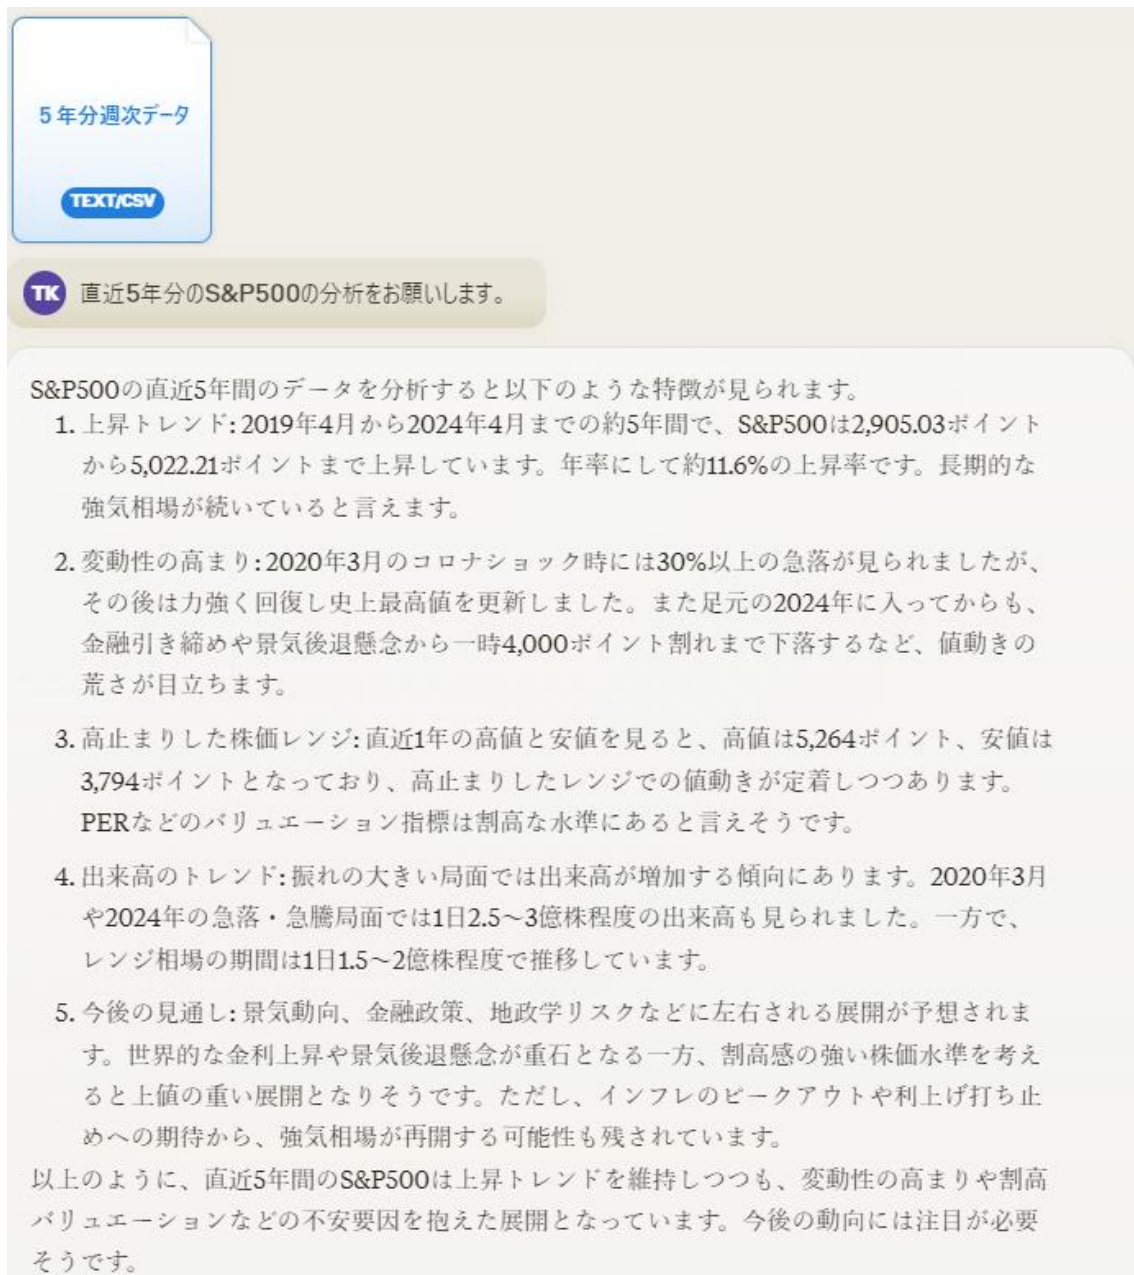 5年分週次データ
TEXT/CSV
TK 直近5年分のS&P500の分析をお願いします。
S&P500の直近5年間のデータを分析すると以下のような特徴が見られます。
1. 上昇トレンド: 2019年4月から2024年4月までの約5年間で、S&P500は2,905.03ポイント
から5,022.21ポイントまで上昇しています。年率にして約11.6%の上昇率です。長期的な
強気相場が続いていると言えます。
2. 変動性の高まり: 2020年3月のコロナショック時には30%以上の急落が見られましたが、
その後は力強く回復し史上最高値を更新しました。また足元の2024年に入ってからも、
金融引き締めや景気後退懸念から一時4,000ポイント割れまで下落するなど、値動きの
荒さが目立ちます。
3. 高止まりした株価レンジ: 直近1年の高値と安値を見ると、高値は5,264ポイント、安値は
3,794ポイントとなっており、高止まりしたレンジでの値動きが定着しつつあります。
PERなどのバリュエーション指標は割高な水準にあると言えそうです。
4. 出来高のトレンド: 振れの大きい局面では出来高が増加する傾向にあります。2020年3月
や2024年の急落・急騰局面では1日2.5～3億株程度の出来高も見られました。一方で、
レンジ相場の期間は1日1.5～2億株程度で推移しています。
5. 今後の見通し: 景気動向、金融政策、地政学リスクなどに左右される展開が予想されま
す。世界的な金利上昇や景気後退懸念が重石となる一方、割高感の強い株価水準を考え
ると上値の重い展開となりそうです。ただし、インフレのピークアウトや利上げ打ち止
めへの期待から、強気相場が再開する可能性も残されています。
以上のように、直近5年間のS&P500は上昇トレンドを維持しつつも、変動性の高まりや割高
バリュエーションなどの不安要因を抱えた展開となっています。今後の動向には注目が必要
そうです。